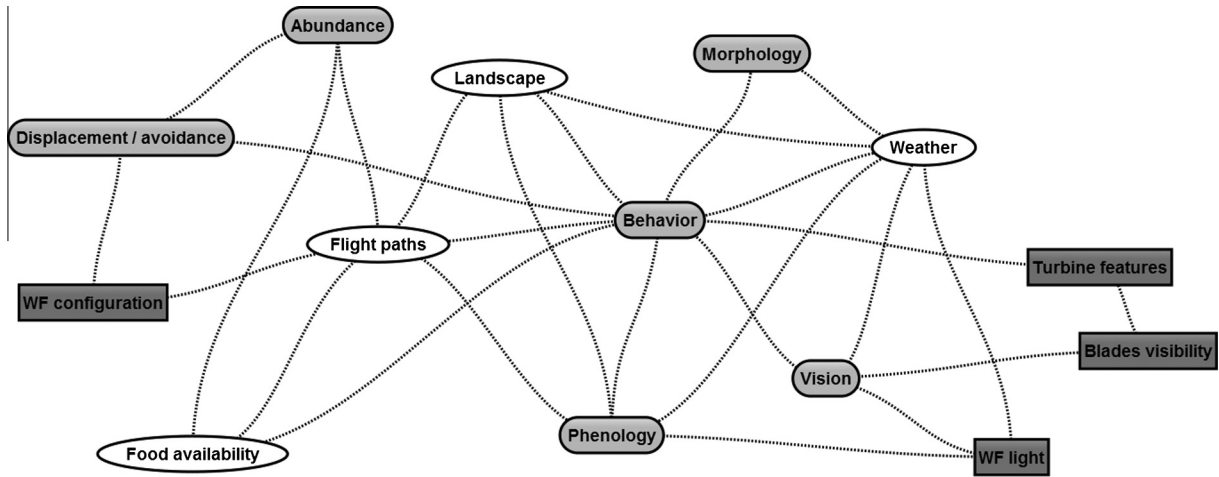 Abundance
Morphology
Landscape
Displacement / avoidance
Weather
Behavior
Flight paths
Turbine features
WF configuration
Blades visibility
Vision
Phenology
Food availability
WF light